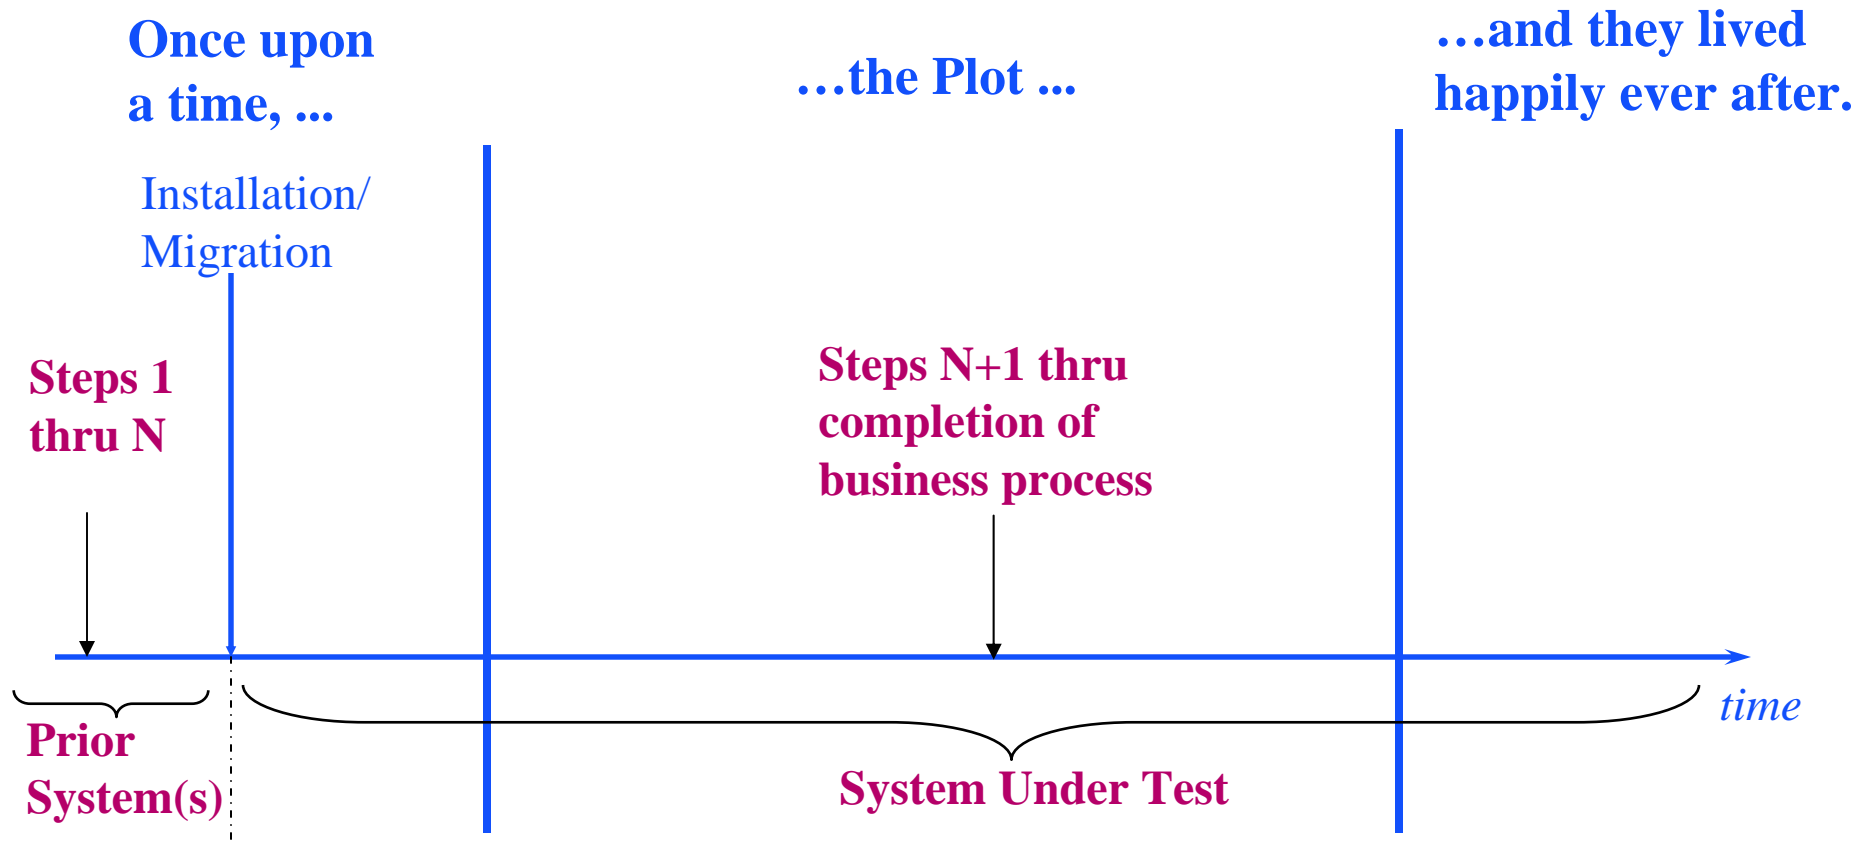 Once upon
a time, ...
…the Plot ...
…and they lived
happily ever after.
Installation/
Migration
Steps 1
thru N
Steps N+1 thru
completion of
business process
time
Prior
System(s)
System Under Test